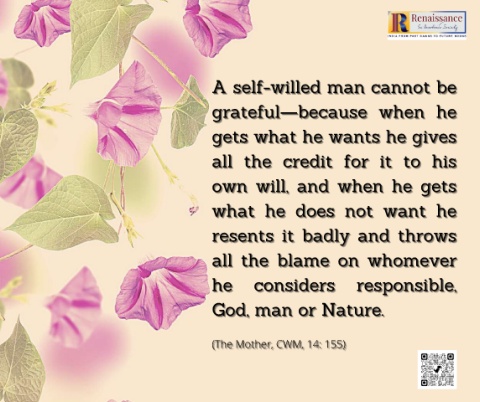 Renaissance
Sri Aurobindo Society
A self-willed man cannot be
grateful—because when he
gets what he wants he gives
all the credit for it to his
own will, and when he gets
what he does not want he
resents it badly and throws
all the blame on whomever
he considers responsible,
God, man or Nature.
(The Mother, CWM, 14: 155)